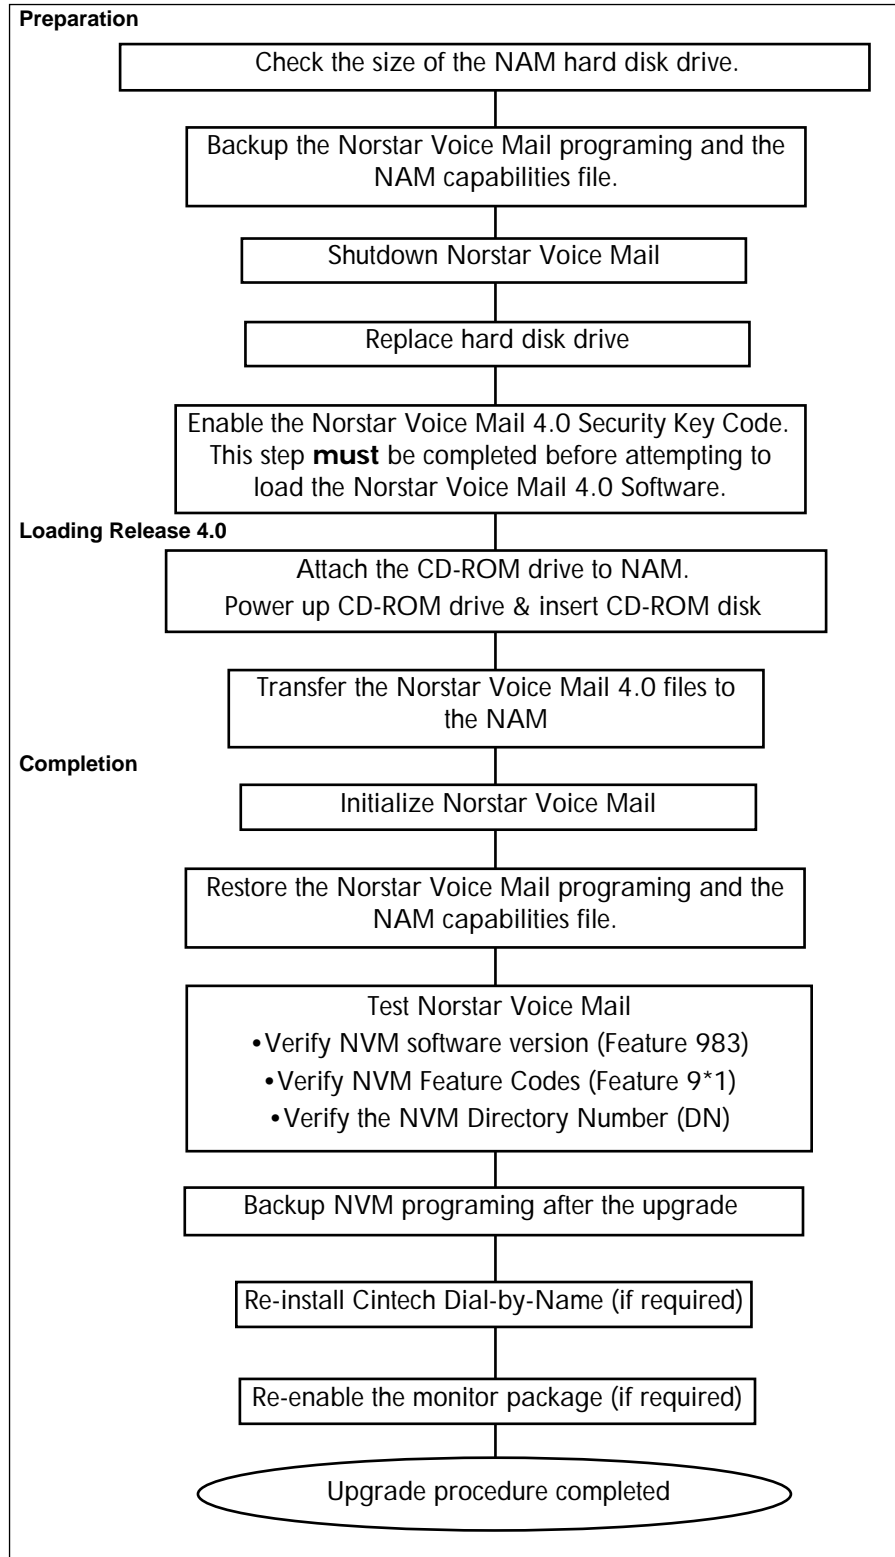 Preparation
Check the size of the NAM hard disk drive.
Backup the Norstar Voice Mail programing and the
NAM capabilities file.
Shutdown Norstar Voice Mail
Replace hard disk drive
Enable the Norstar Voice Mail 4.0 Security Key Code.
This step must be completed before attempting to
load the Norstar Voice Mail 4.0 Software.
Loading Release 4.0
Attach the CD-ROM drive to NAM.
Power up CD-ROM drive & insert CD-ROM disk
Transfer the Norstar Voice Mail 4.0 files to
the NAM
Completion
Initialize Norstar Voice Mail
Restore the Norstar Voice Mail programing and the
NAM capabilities file.
Test Norstar Voice Mail
•Verify NVM software version (Feature 983)
•Verify NVM Feature Codes (Feature 9*1)
•Verify the NVM Directory Number (DN)
Backup NVM programing after the upgrade
Re-install Cintech Dial-by-Name (if required)
Re-enable the monitor package (if required)
Upgrade procedure completed